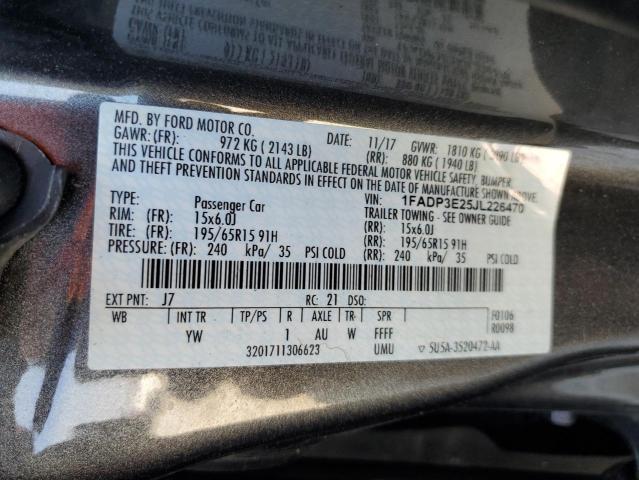 MFD. BY FORD MOTOR CO.
DATE: 11/17 GVWR: 1810 KG
GAWR: (FR): 972 KG ( 2143 LB) (RR): 880 KG ( 1940 LB)
THIS VEHICLE CONFORMS TO ALL APPLICABLE FEDERAL MOTOR VEHICLE SAFETY, BUMPER
AND THEFT PREVENTION STANDARDS IN EFFECT ON THE DATE OF MANUFACTURE SHOWN ABOVE.
VIN: 1FADP3E25JL226470
TYPE: Passenger Car TRAILER TOWING - SEE OWNER GUIDE
RIM: (FR): 15x6.0J (RR): 15x6.0J
TIRE: (FR): 195/65R15 91H (RR): 195/65R15 91H
PRESSURE: (FR): 240 kPa/ 35 PSI COLD (RR): 240 kPa/ 35 PSI COLD
EXT PNT: J7 RC: 21 DSO:
WB INT TR TP/PS R AXLE TR SPR F0106
R0098
YW 1 AU W FFFF
3201711306623 UMU ▽ 5U5A-3520472-AA